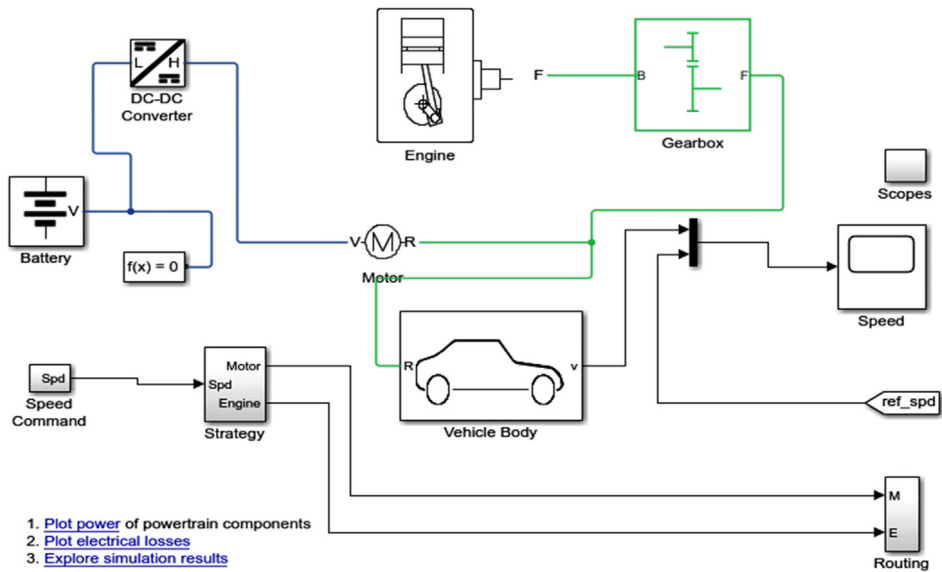 L H
DC-DC
Converter
V
Battery
f(x) = 0
Engine
F
B F
Gearbox
Scopes
V M R
Motor
Speed
R v
Vehicle Body
ref_spd
Spd
Speed
Command
Motor
Spd
Engine
Strategy
M
E
Routing
1. Plot power of powertrain components
2. Plot electrical losses
3. Explore simulation results